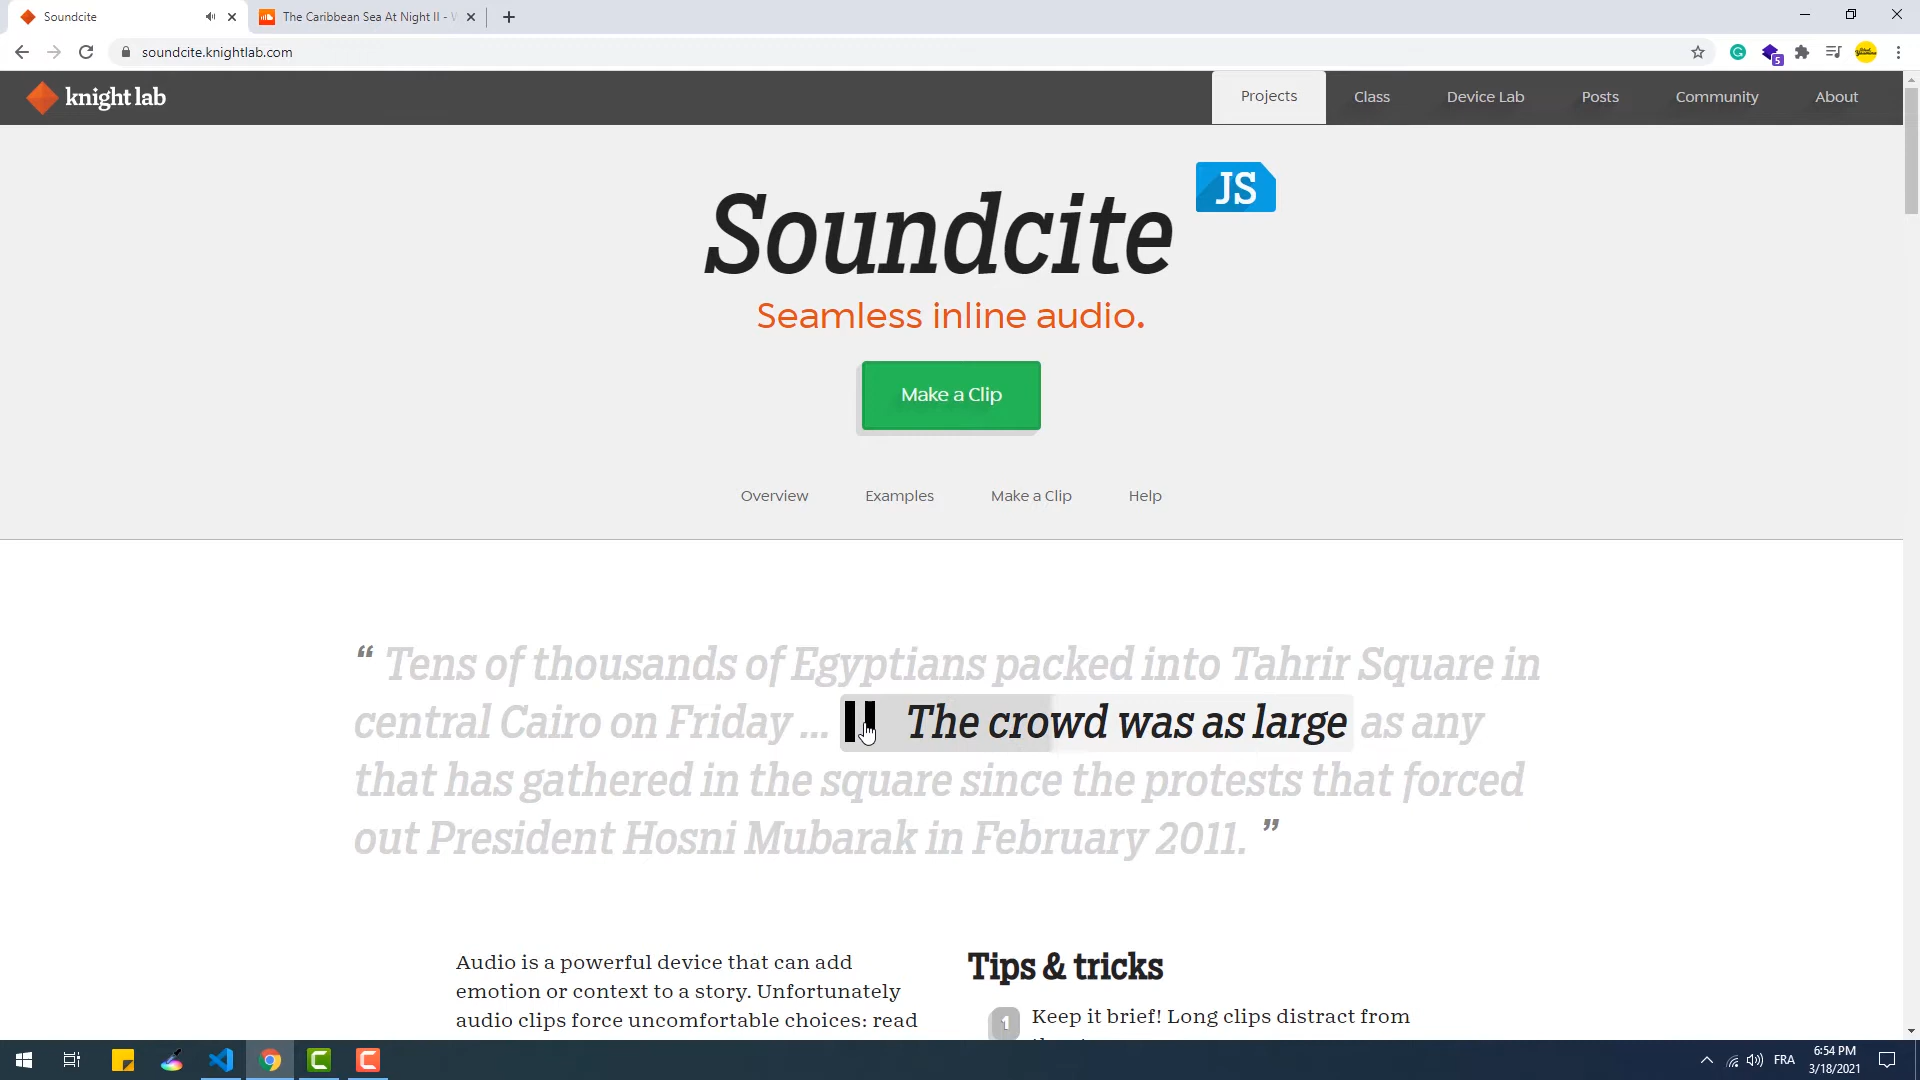 Soundcite
The Caribbean Sea At Night II -
soundcite.knightlab.com
5
knight lab
Projects
Class
Device Lab
Posts
Community
About
JS
Soundcite
Seamless inline audio.
Make a Clip
Overview
Examples
Make a Clip
Help
“ Tens of thousands of Egyptians packed into Tahrir Square in
central Cairo on Friday ... The crowd was as large as any
that has gathered in the square since the protests that forced
out President Hosni Mubarak in February 2011. ”
Audio is a powerful device that can add
emotion or context to a story. Unfortunately
audio clips force uncomfortable choices: read
Tips & tricks
1 Keep it brief! Long clips distract from
FRA
6:54 PM
3/18/2021